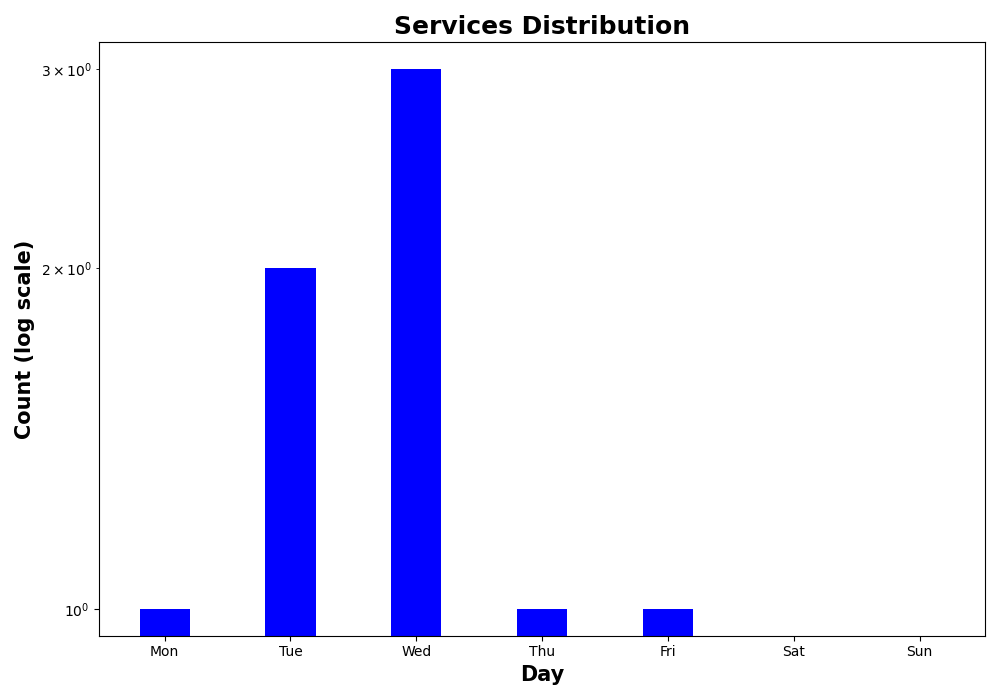 Services Distribution
Count (log scale)
3 × 10⁰
2 × 10⁰
10⁰
Mon Tue Wed Thu Fri Sat Sun
Day